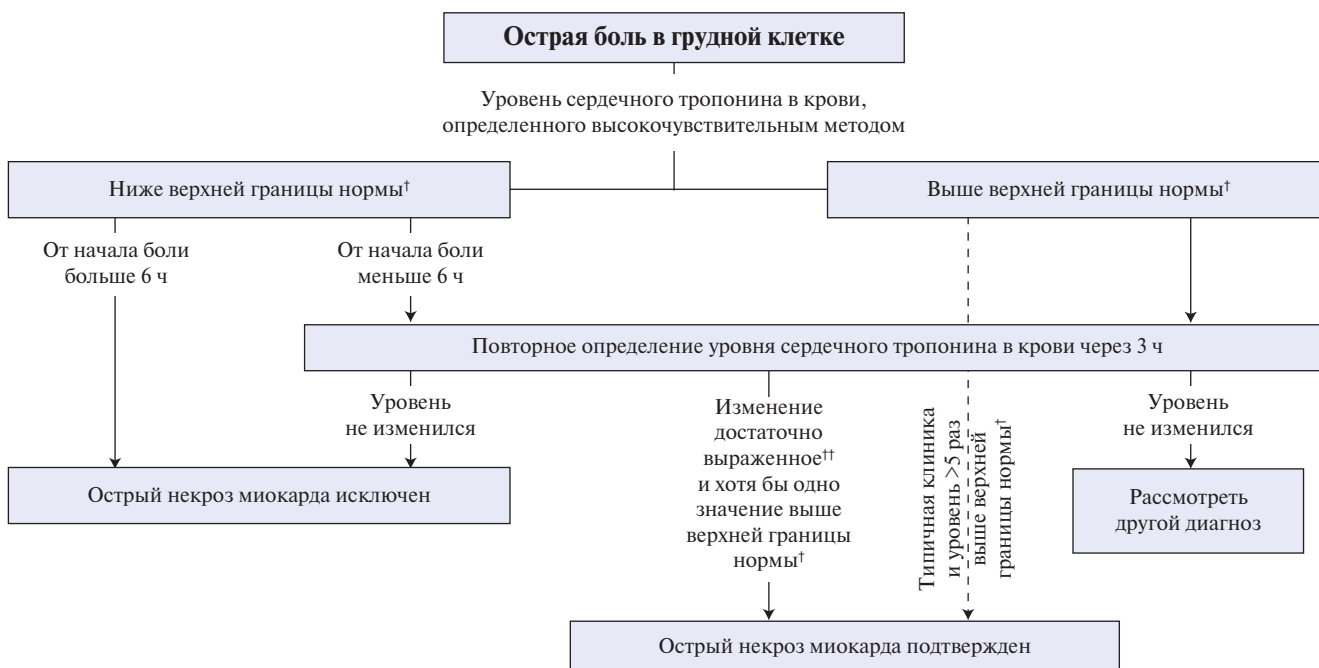 Острая боль в грудной клетке
Уровень сердечного тропонина в крови,
определенного высокочувствительным методом
Ниже верхней границы нормы†
Выше верхней границы нормы†
От начала боли
больше 6 ч
От начала боли
меньше 6 ч
Повторное определение уровня сердечного тропонина в крови через 3 ч
Уровень
не изменился
Изменение
достаточно
выраженное††
и хотя бы одно
значение выше
верхней границы
нормы†
Типичная клиника
и уровень >5 раз
выше верхней
границы нормы†
Уровень
не изменился
Острый некроз миокарда исключен
Рассмотреть
другой диагноз
Острый некроз миокарда подтвержден